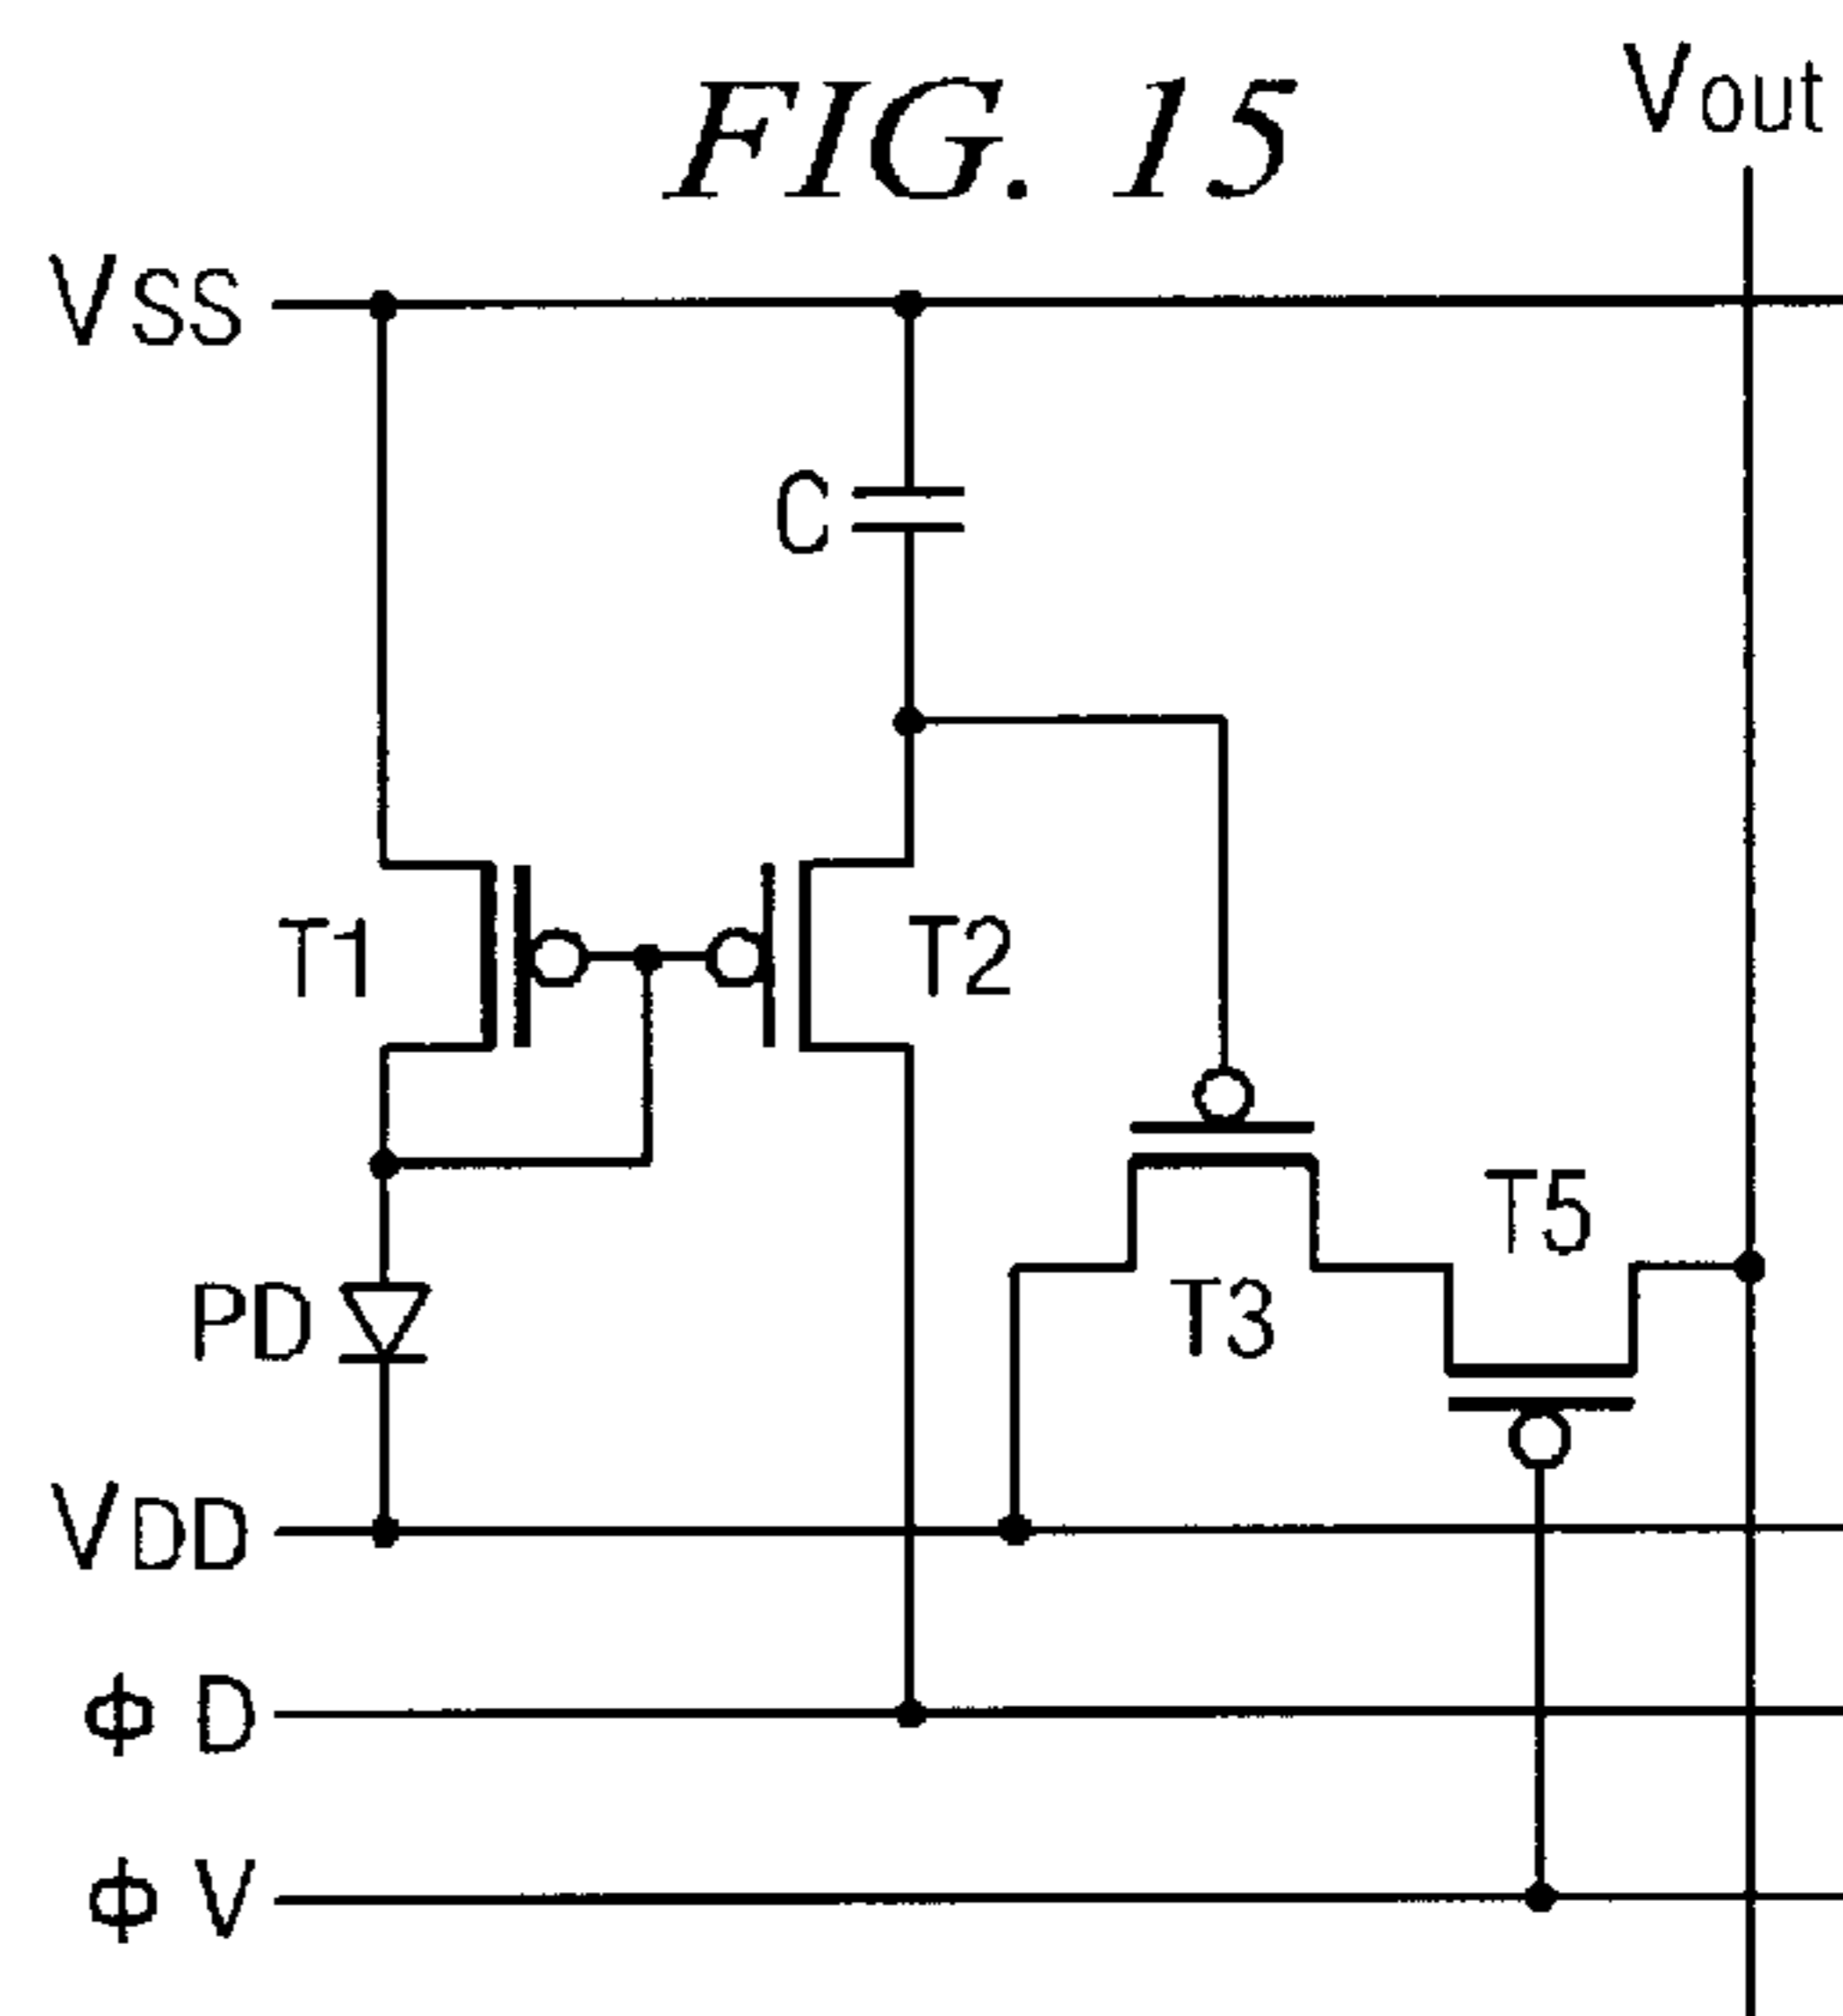 FIG. 15
Vout
VSS
C
T1
T2
T5
PD
T3
VDD
ϕ D
ϕ V